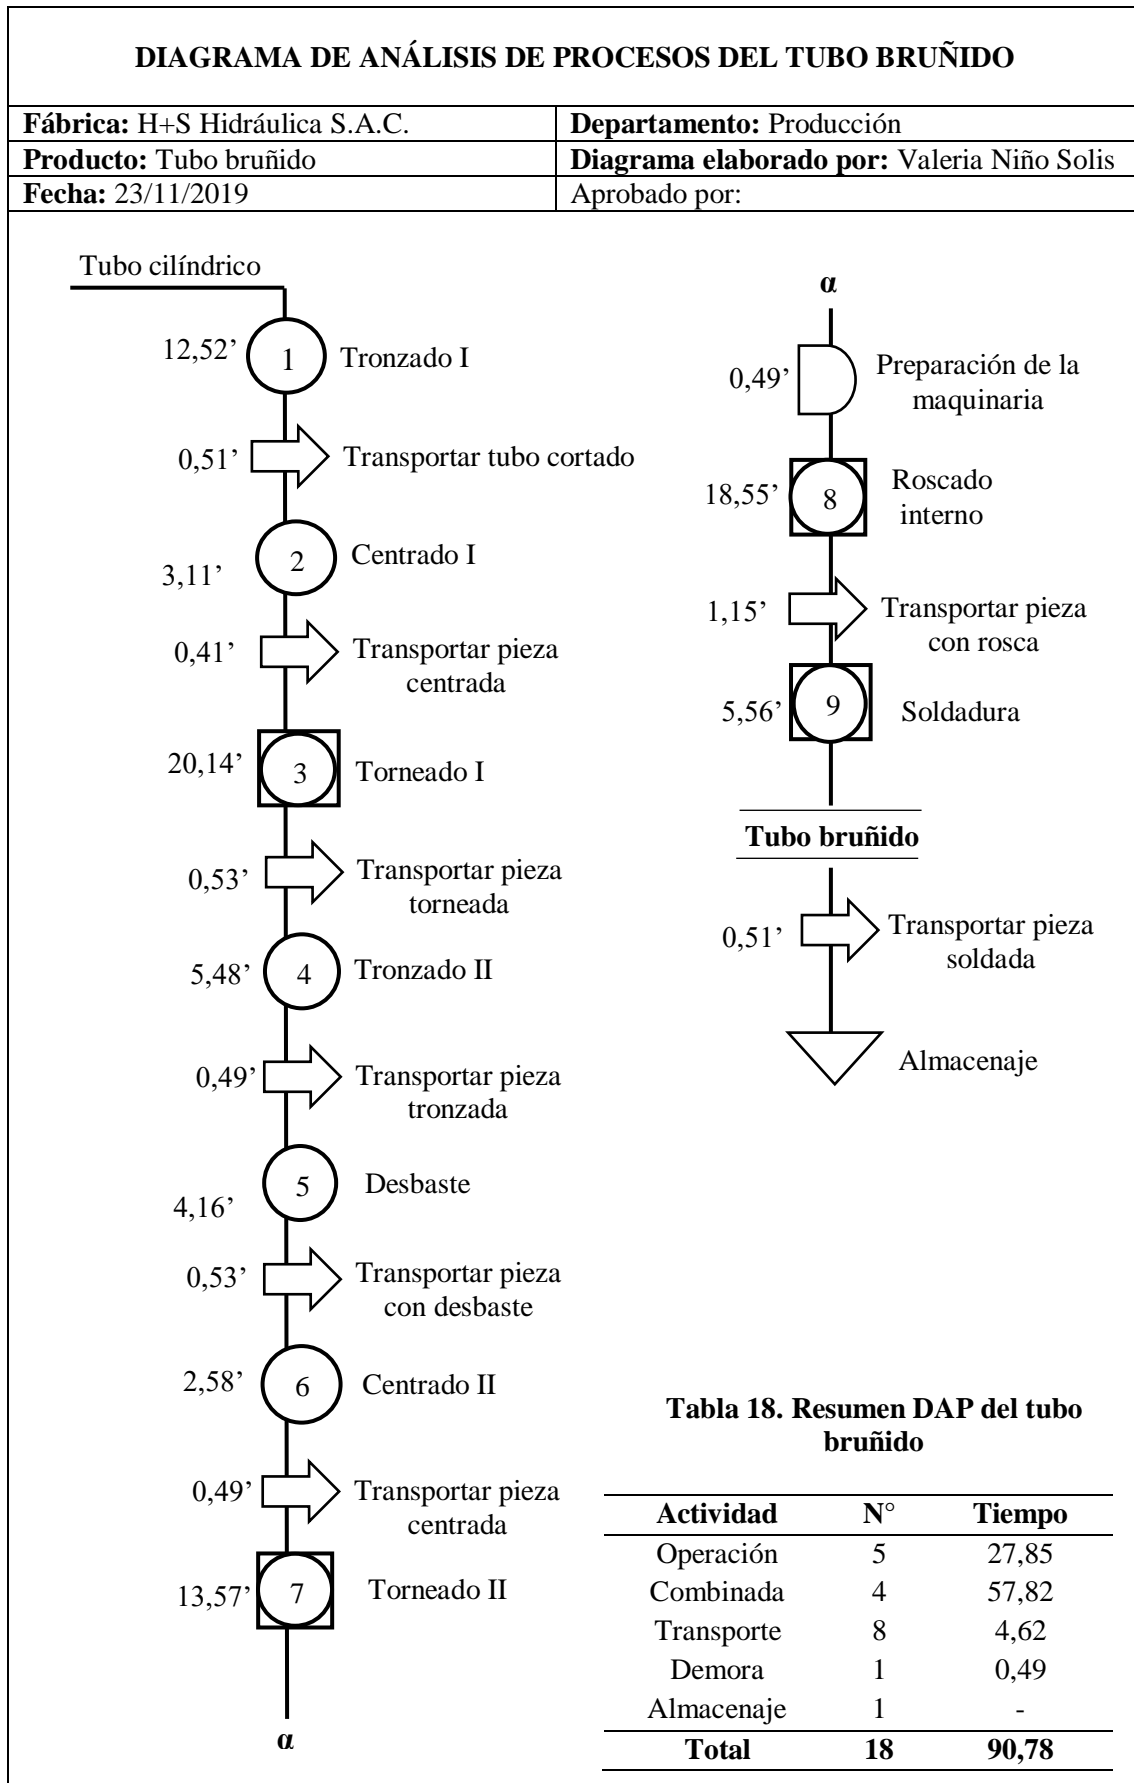 DIAGRAMA DE ANÁLISIS DE PROCESOS DEL TUBO BRUÑIDO
Fábrica: H+S Hidráulica S.A.C.
Departamento: Producción
Producto: Tubo bruñido
Diagrama elaborado por: Valeria Niño Solis
Fecha: 23/11/2019
Aprobado por:
Tubo cilíndrico
12,52’ 1 Tronzado I
0,51’ Transportar tubo cortado
2 Centrado I
3,11’
0,41’ Transportar pieza
centrada
20,14’ 3 Torneado I
0,53’ Transportar pieza
torneada
5,48’ 4 Tronzado II
0,49’ Transportar pieza
tronzada
5 Desbaste
4,16’
0,53’ Transportar pieza
con desbaste
2,58’ 6 Centrado II
0,49’ Transportar pieza
centrada
13,57’ 7 Torneado II
α
α
0,49’ Preparación de la
maquinaria
18,55’ 8 Roscado
interno
1,15’ Transportar pieza
con rosca
5,56’ 9 Soldadura
Tubo bruñido
0,51’ Transportar pieza
soldada
Almacenaje
Tabla 18. Resumen DAP del tubo
bruñido
Actividad N° Tiempo
Operación 5 27,85
Combinada 4 57,82
Transporte 8 4,62
Demora 1 0,49
Almacenaje 1 -
Total 18 90,78